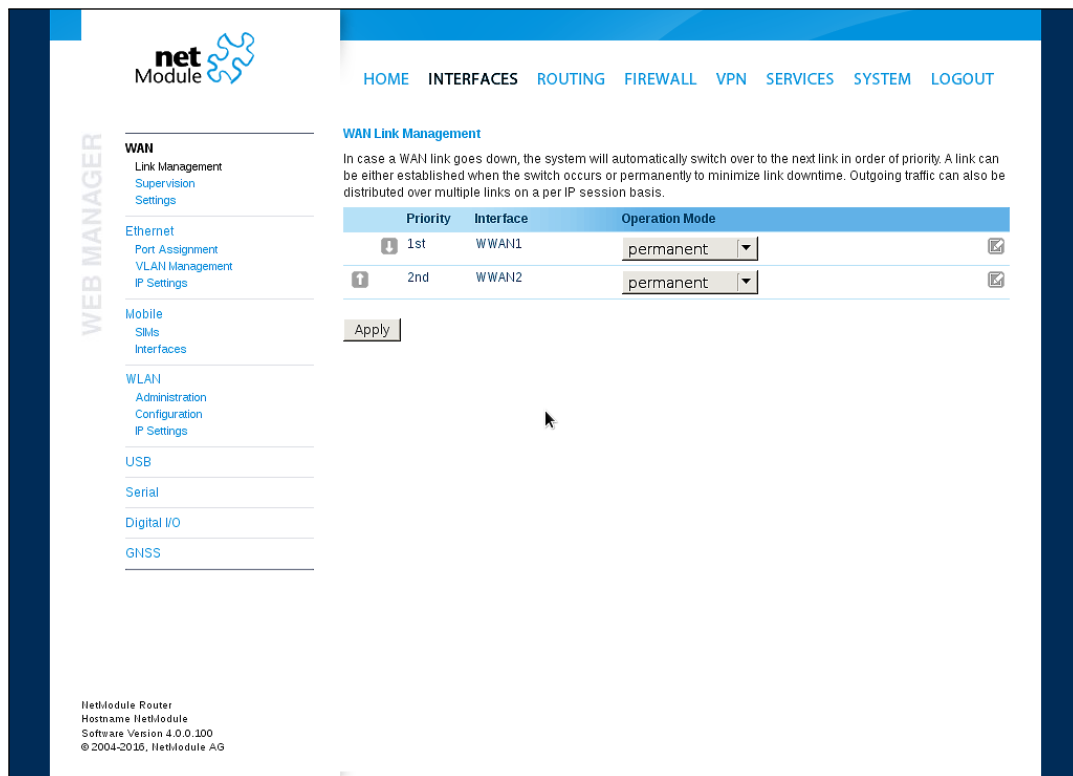 net
Module
HOME INTERFACES ROUTING FIREWALL VPN SERVICES SYSTEM LOGOUT
WEB MANAGER
WAN
Link Management
Supervision
Settings
Ethernet
Port Assignment
VLAN Management
IP Settings
Mobile
SIMs
Interfaces
WLAN
Administration
Configuration
IP Settings
USB
Serial
Digital I/O
GNSS
WAN Link Management
In case a WAN link goes down, the system will automatically switch over to the next link in order of priority. A link can
be either established when the switch occurs or permanently to minimize link downtime. Outgoing traffic can also be
distributed over multiple links on a per IP session basis.
Priority Interface Operation Mode
1st WWAN1 permanent
2nd WWAN2 permanent
Apply
NetModule Router
Hostname NetModule
Software Version 4.0.0.100
© 2004-2016, NetModule AG